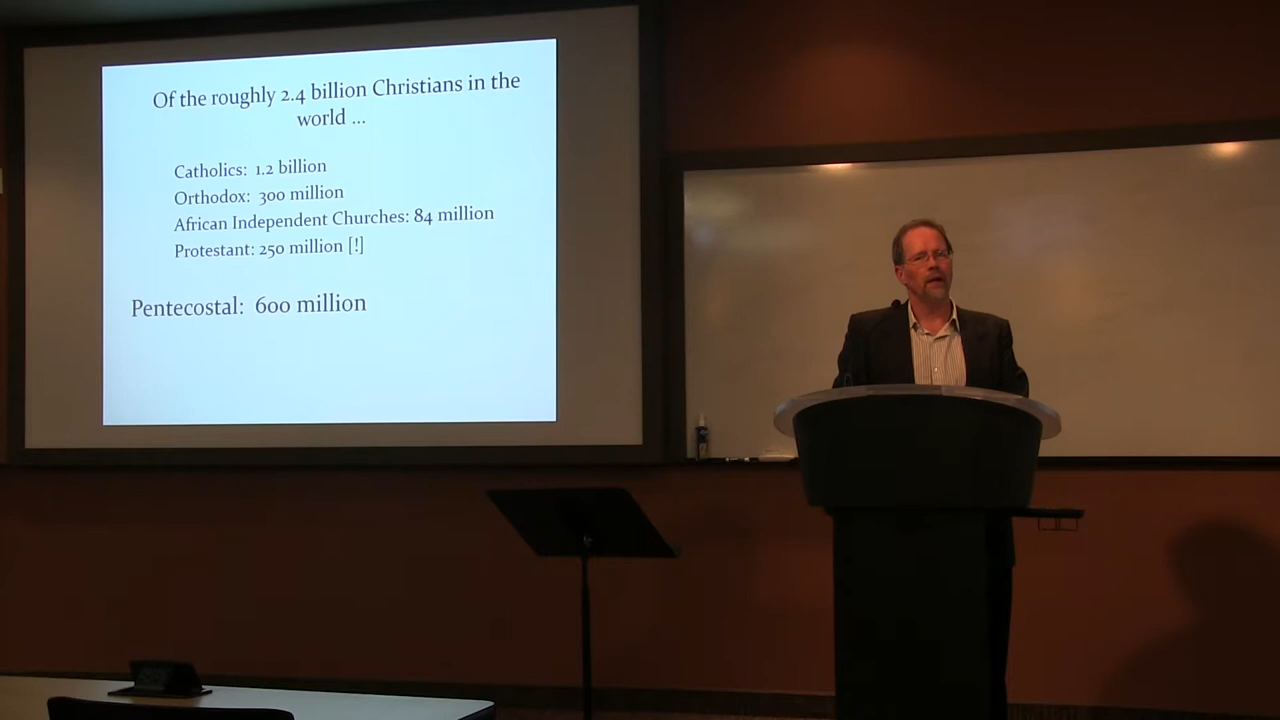 Of the roughly 2.4 billion Christians in the
world ...
Catholics: 1.2 billion
Orthodox: 300 million
African Independent Churches: 84 million
Protestant: 250 million [!]
Pentecostal: 600 million